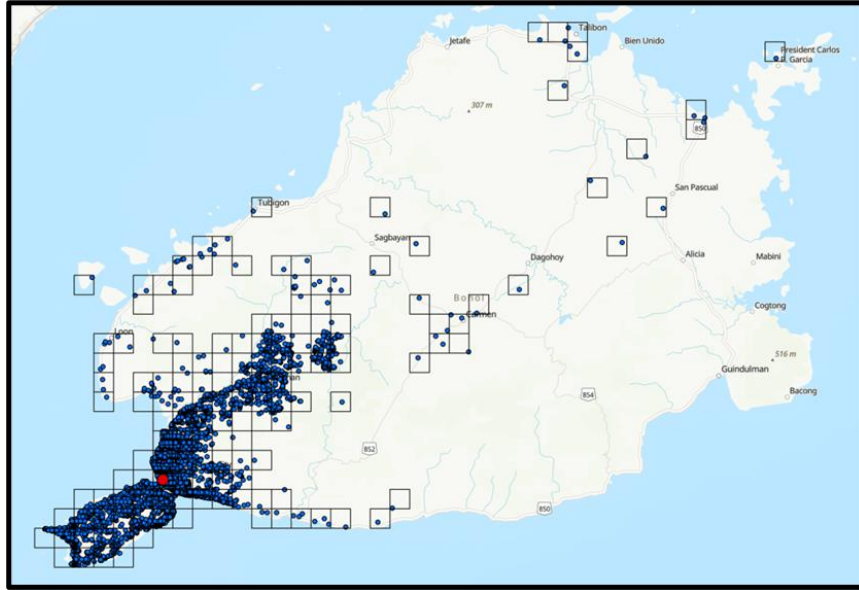 Talibon
Jetafe
Bien Unido
President Carlos
P. Garcia
307 m
850
San Pascual
Tubigon
Sagbayan
Dagohoy
Alicia
Mabini
Bohol
Carmen
Cogtong
Loon
516 m
Guindulman
854
Bacong
852
850